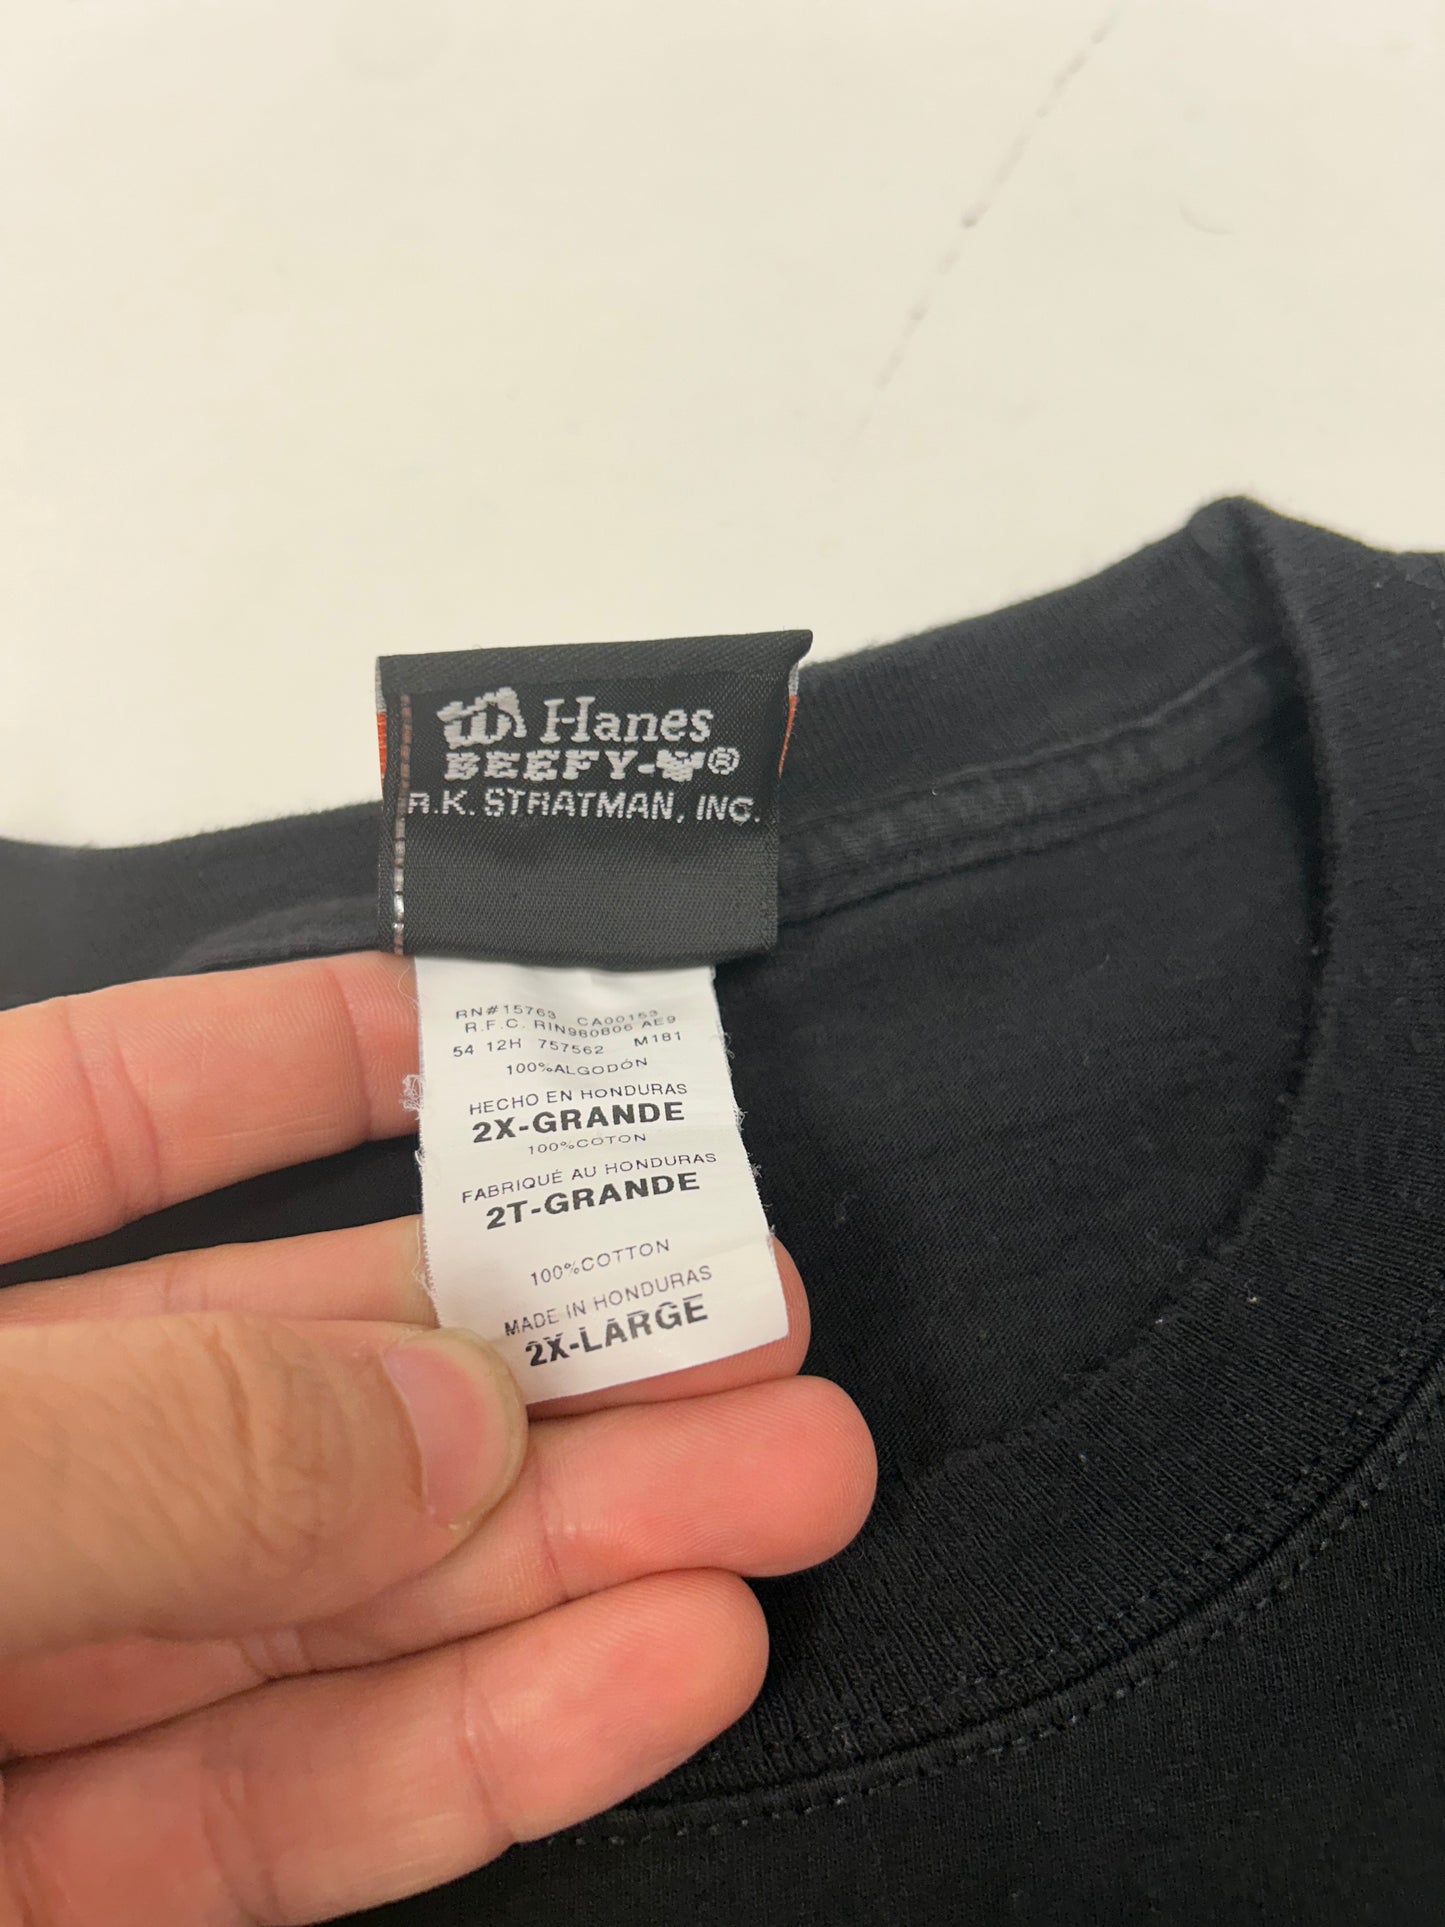 Hanes
BEEFY-T®
R.K. STRATMAN, INC.
RN#15763 CA00153
R.F.C. RIN980806 AE9
54 12H 757562 M181
100%ALGODÓN
HECHO EN HONDURAS
2X-GRANDE
100%COTON
FABRIQUÉ AU HONDURAS
2T-GRANDE
100%COTTON
MADE IN HONDURAS
2X-LARGE